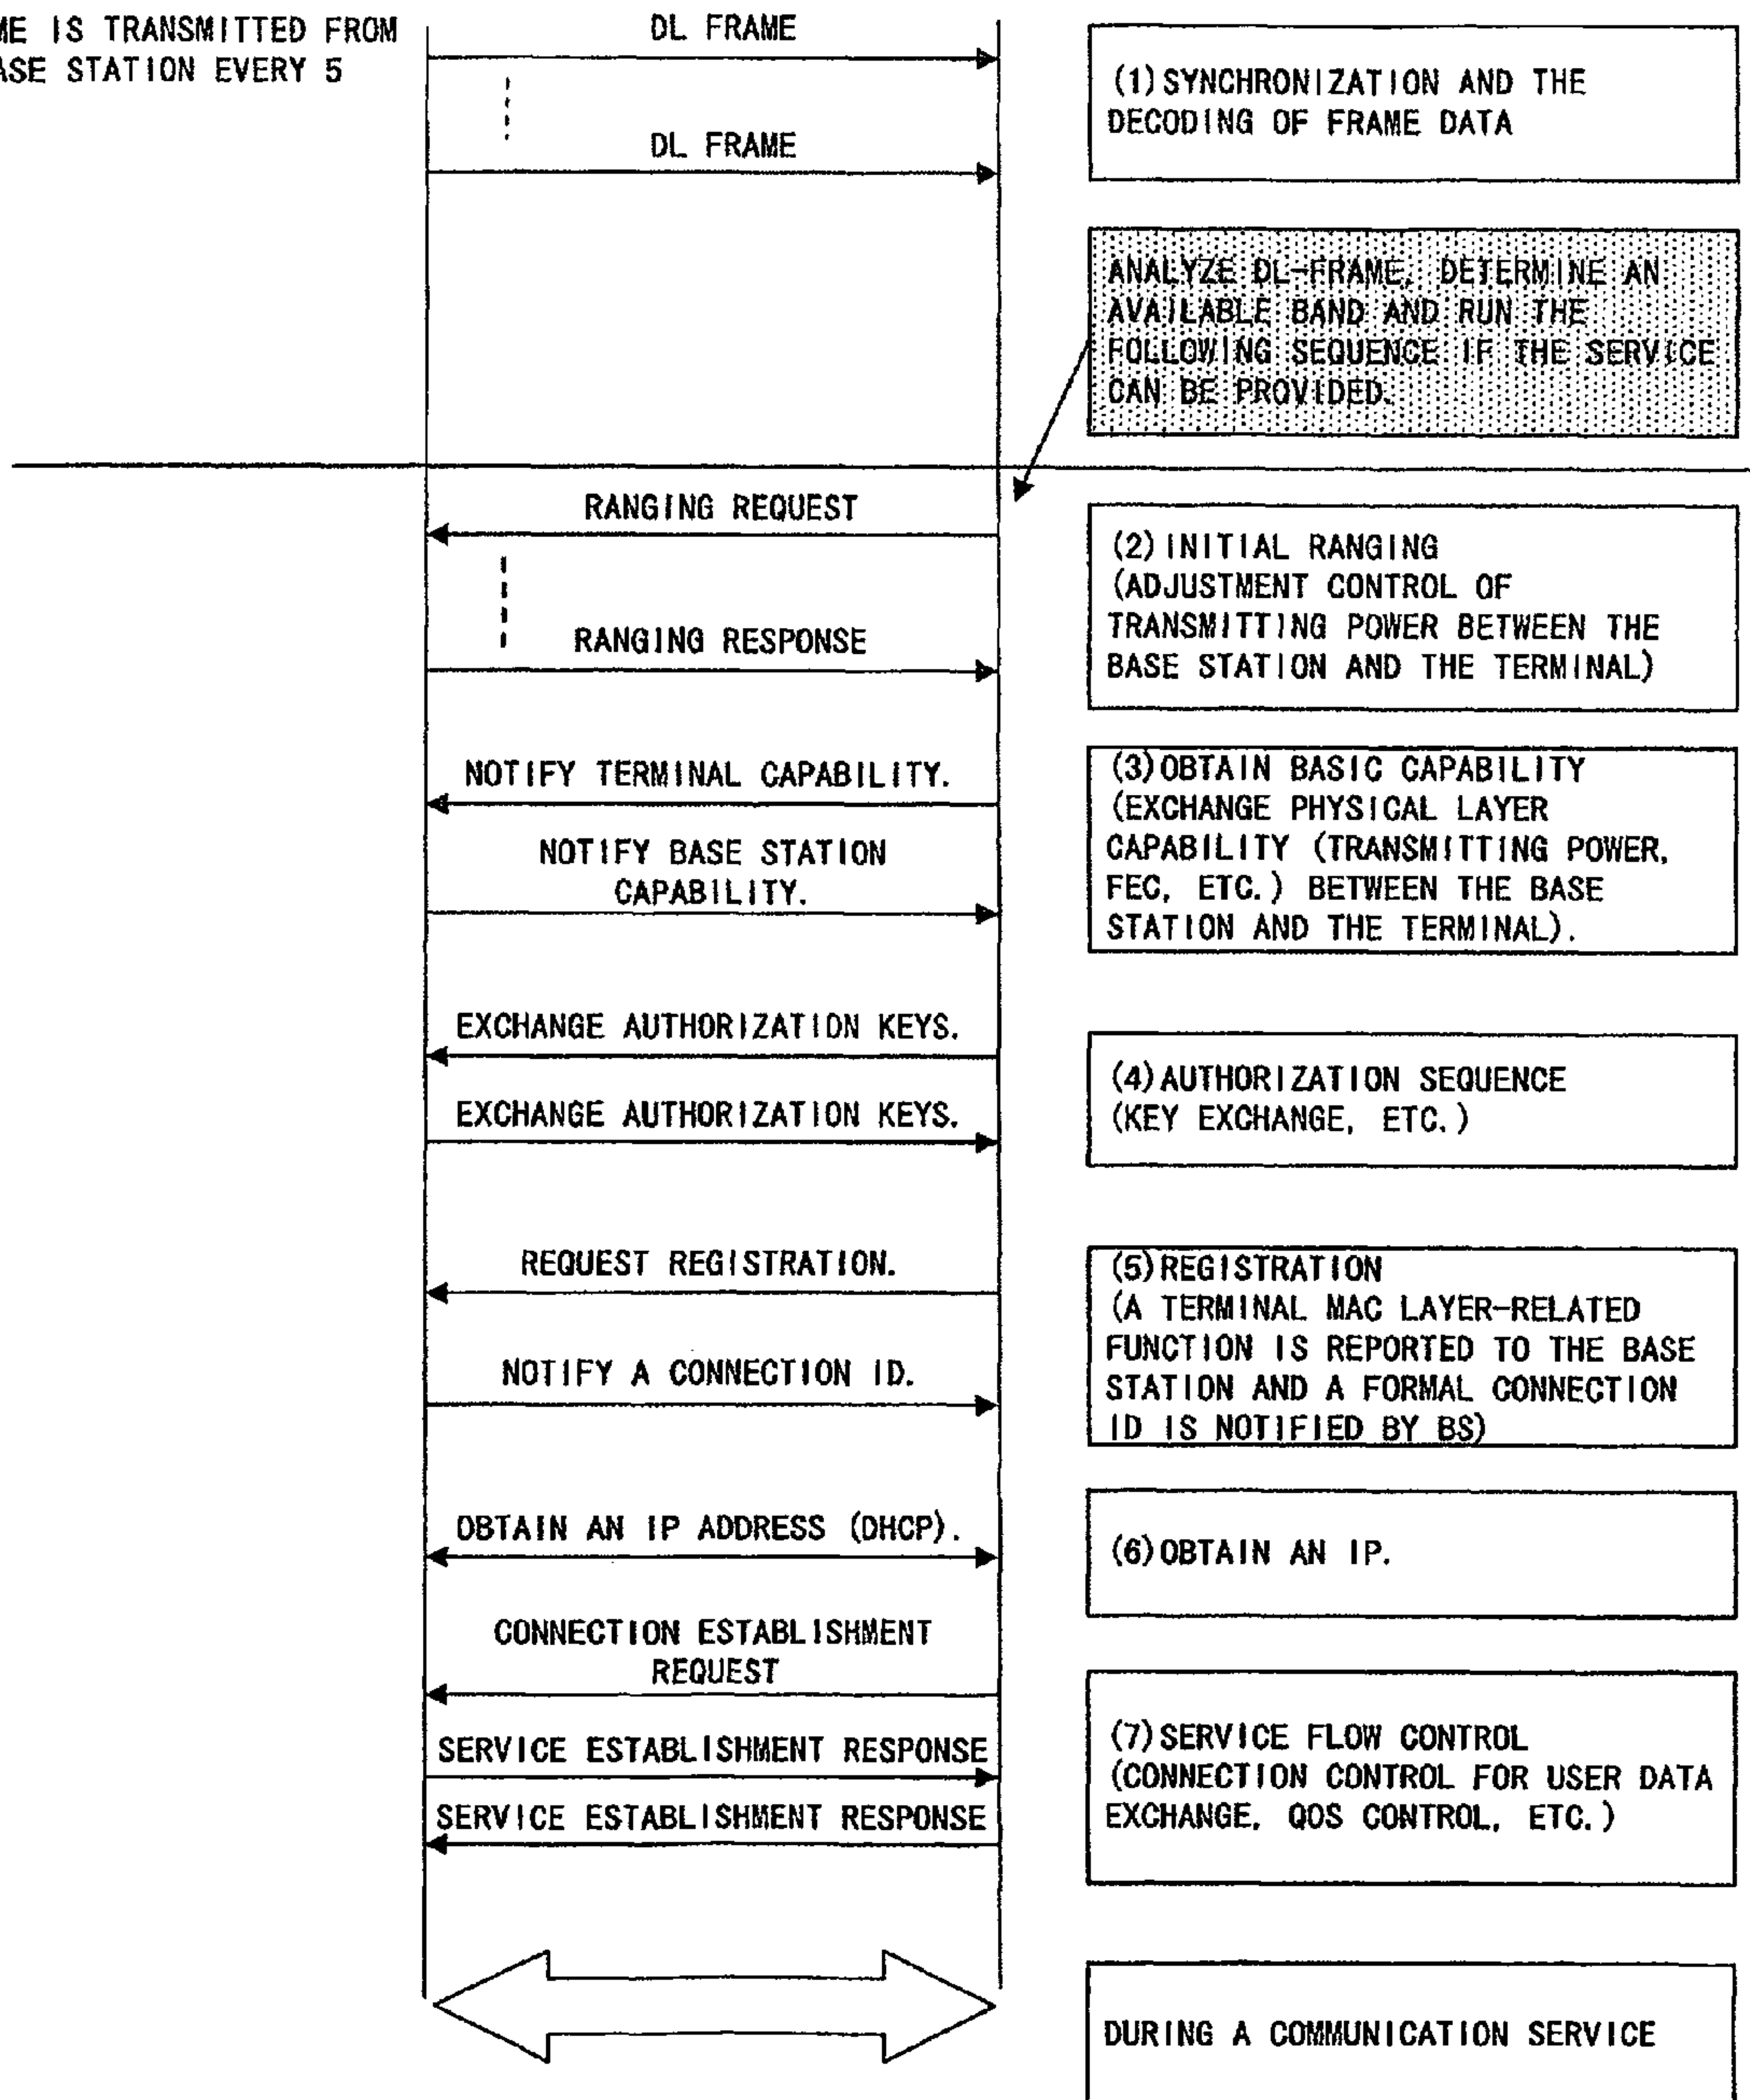 ME IS TRANSMITTED FROM
ASE STATION EVERY 5
DL FRAME
DL FRAME
(1) SYNCHRONIZATION AND THE
DECODING OF FRAME DATA
ANALYZE DL-FRAME, DETERMINE AN
AVAILABLE BAND AND RUN THE
FOLLOWING SEQUENCE IF THE SERVICE
CAN BE PROVIDED.
RANGING REQUEST
RANGING RESPONSE
(2) INITIAL RANGING
(ADJUSTMENT CONTROL OF
TRANSMITTING POWER BETWEEN THE
BASE STATION AND THE TERMINAL)
NOTIFY TERMINAL CAPABILITY.
NOTIFY BASE STATION
CAPABILITY.
(3) OBTAIN BASIC CAPABILITY
(EXCHANGE PHYSICAL LAYER
CAPABILITY (TRANSMITTING POWER,
FEC, ETC.) BETWEEN THE BASE
STATION AND THE TERMINAL).
EXCHANGE AUTHORIZATION KEYS.
EXCHANGE AUTHORIZATION KEYS.
(4) AUTHORIZATION SEQUENCE
(KEY EXCHANGE, ETC.)
REQUEST REGISTRATION.
NOTIFY A CONNECTION ID.
(5) REGISTRATION
(A TERMINAL MAC LAYER-RELATED
FUNCTION IS REPORTED TO THE BASE
STATION AND A FORMAL CONNECTION
ID IS NOTIFIED BY BS)
OBTAIN AN IP ADDRESS (DHCP).
(6) OBTAIN AN IP.
CONNECTION ESTABLISHMENT
REQUEST
SERVICE ESTABLISHMENT RESPONSE
SERVICE ESTABLISHMENT RESPONSE
(7) SERVICE FLOW CONTROL
(CONNECTION CONTROL FOR USER DATA
EXCHANGE, QOS CONTROL, ETC.)
DURING A COMMUNICATION SERVICE